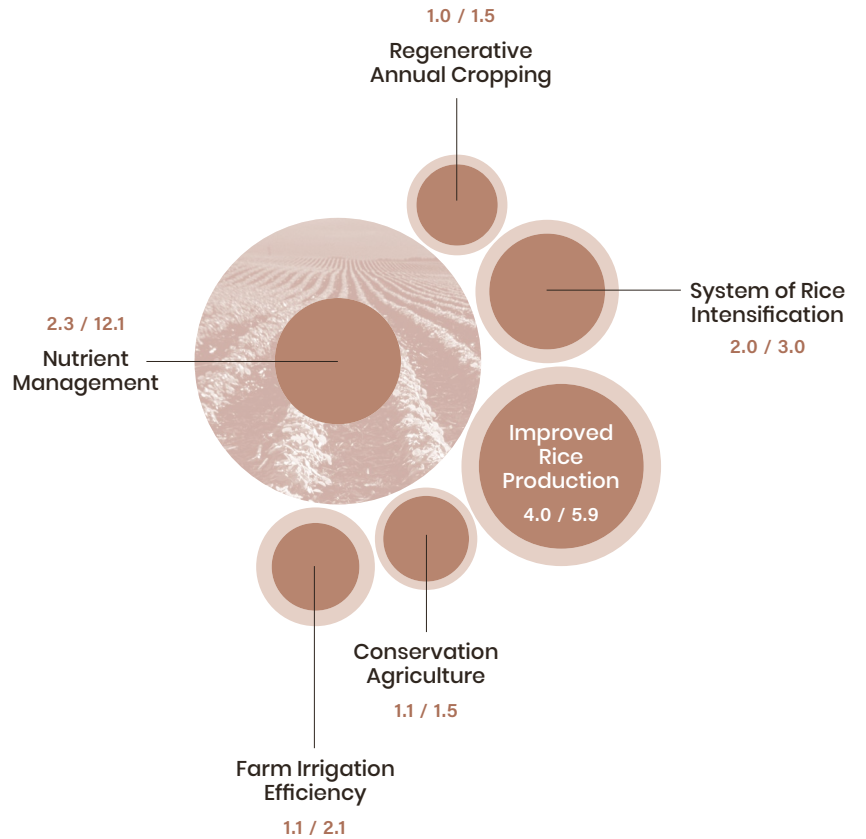 1.0 / 1.5
Regenerative
Annual Cropping
System of Rice
Intensification
2.0 / 3.0
2.3 / 12.1
Nutrient
Management
Improved
Rice
Production
4.0 / 5.9
Conservation
Agriculture
1.1 / 1.5
Farm Irrigation
Efficiency
1.1 / 2.1